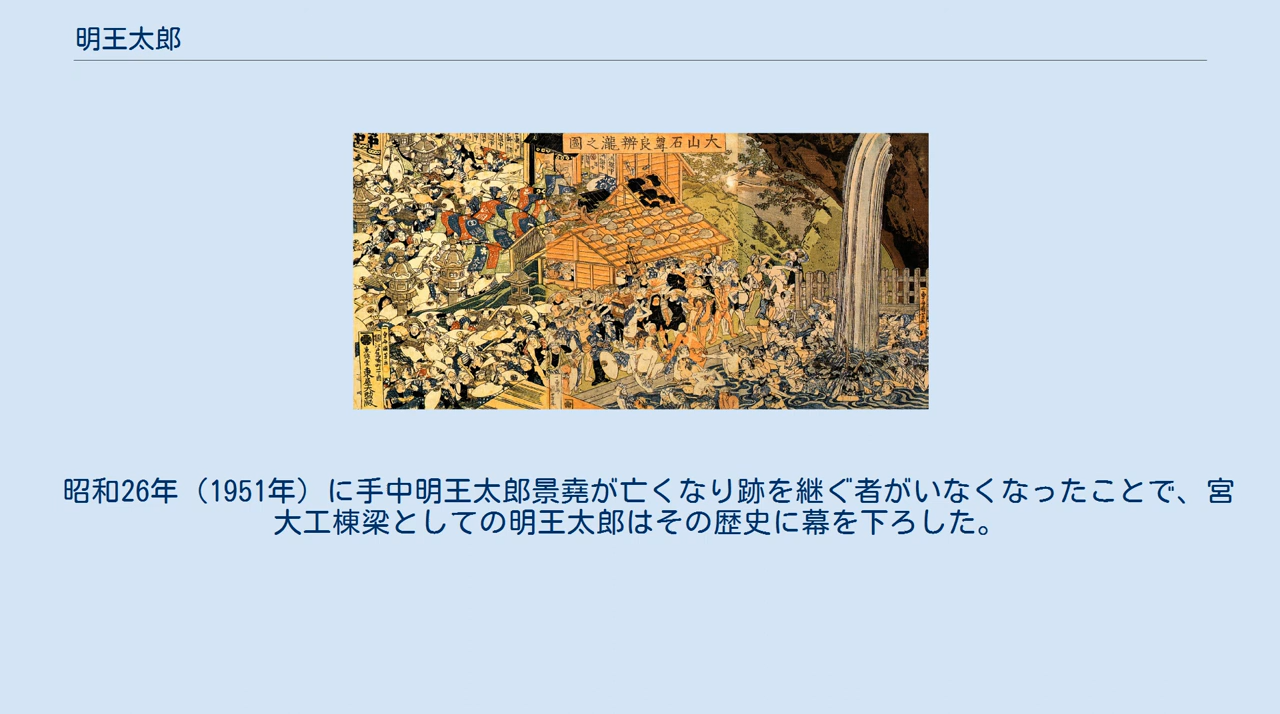 明王太郎
大山石尊良辨瀧之圖
昭和26年（1951年）に手中明王太郎景堯が亡くなり跡を継ぐ者がいなくなったことで、宮
大工棟梁としての明王太郎はその歴史に幕を下ろした。